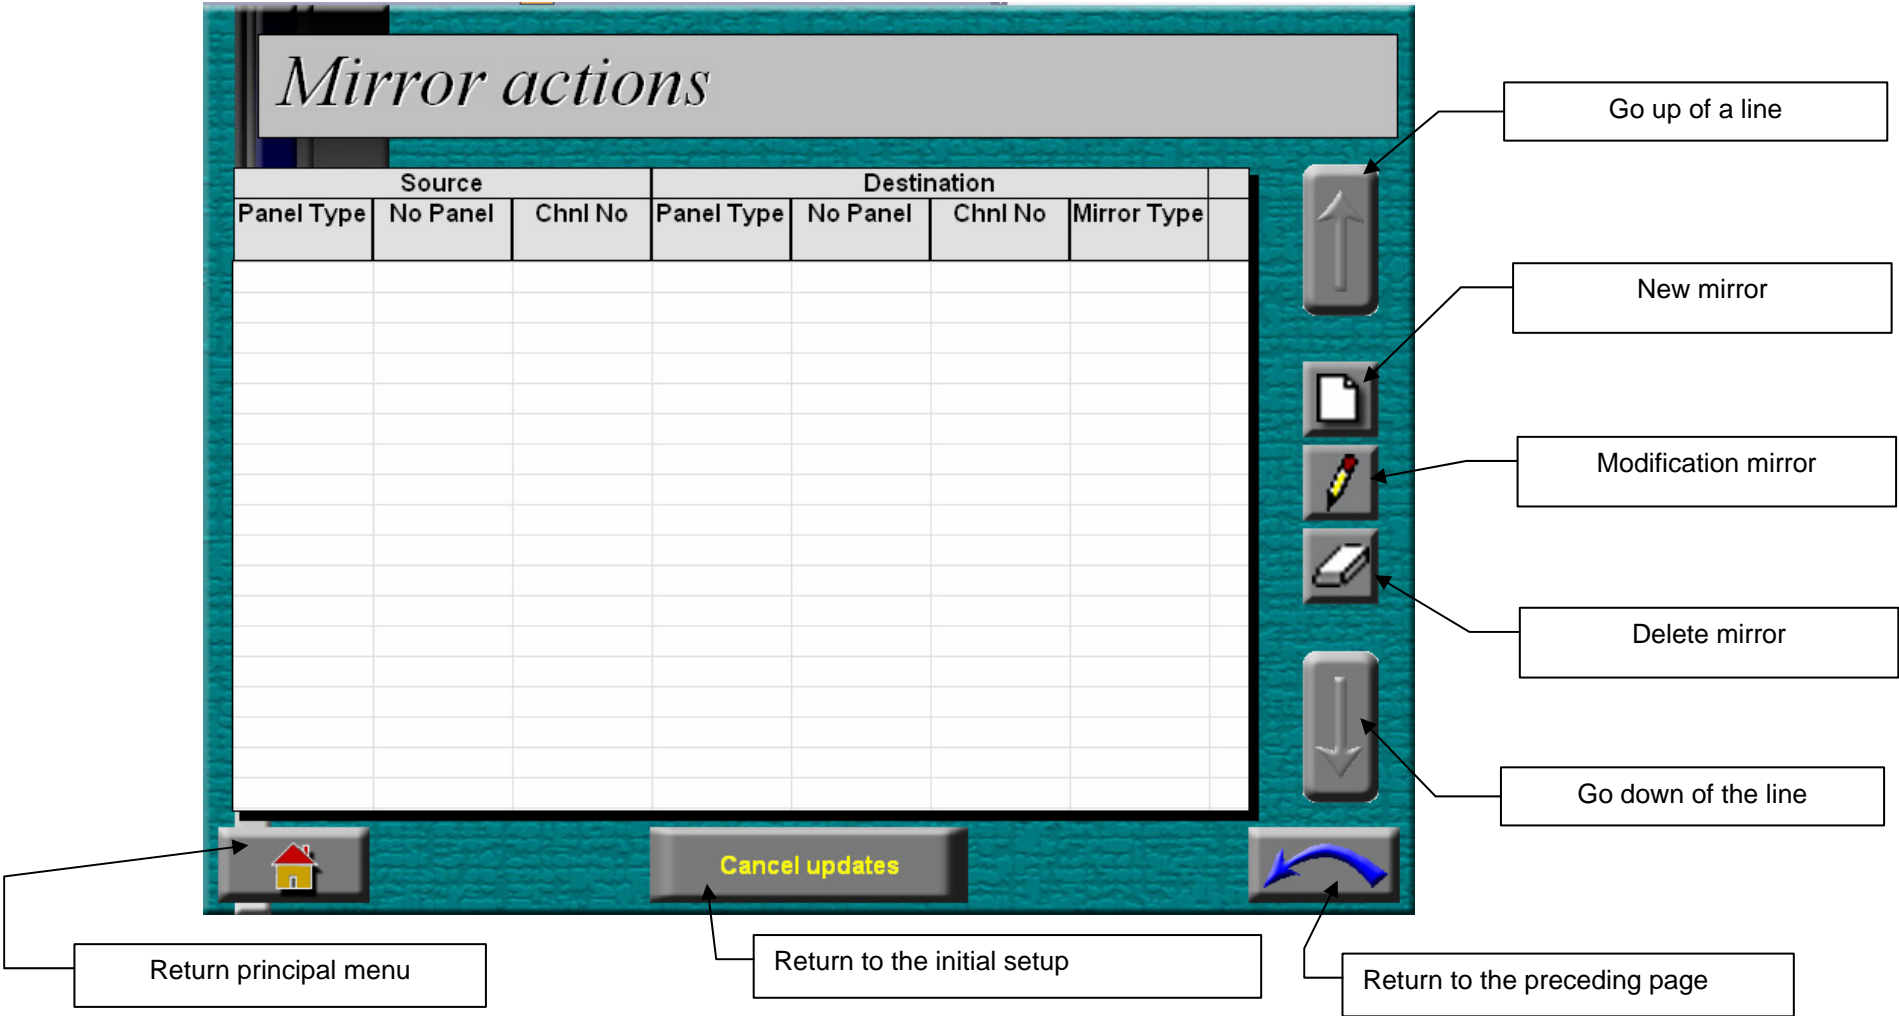 Mirror actions
Go up of a line
Source Destination
Panel Type No Panel Chnl No Panel Type No Panel Chnl No Mirror Type
New mirror
Modification mirror
Delete mirror
Go down of the line
Cancel updates
Return principal menu
Return to the initial setup
Return to the preceding page